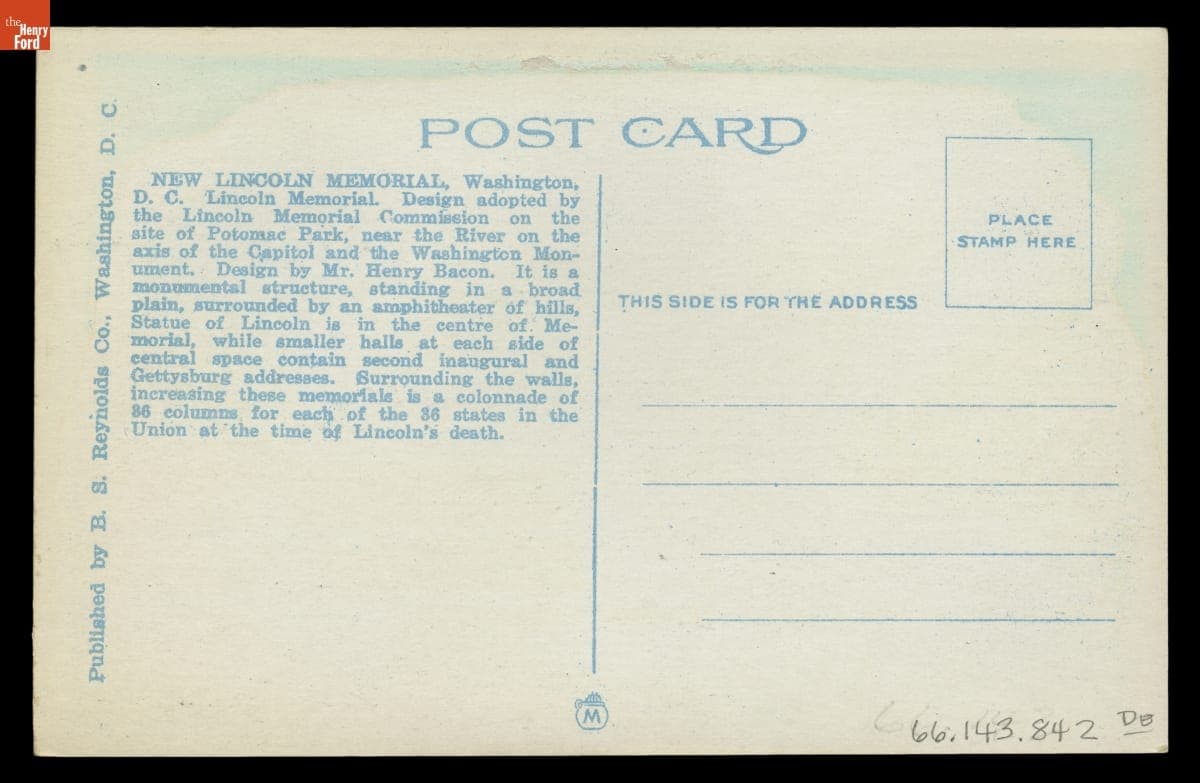 the
Henry
Ford
POST CARD
NEW LINCOLN MEMORIAL, Washington,
D. C. Lincoln Memorial. Design adopted by
the Lincoln Memorial Commission on the
site of Potomac Park, near the River on the
axis of the Capitol and the Washington Mon-
ument. Design by Mr. Henry Bacon. It is a
monumental structure, standing in a broad
plain, surrounded by an amphitheater of hills,
Statue of Lincoln is in the centre of Me-
morial, while smaller halls at each side of
central space contain second inaugural and
Gettysburg addresses. Surrounding the walls,
increasing these memorials is a colonnade of
36 columns for each of the 36 states in the
Union at the time of Lincoln's death.
Published by B. S. Reynolds Co., Washington, D. C.
PLACE
STAMP HERE
THIS SIDE IS FOR THE ADDRESS
M
66.143.842 DB